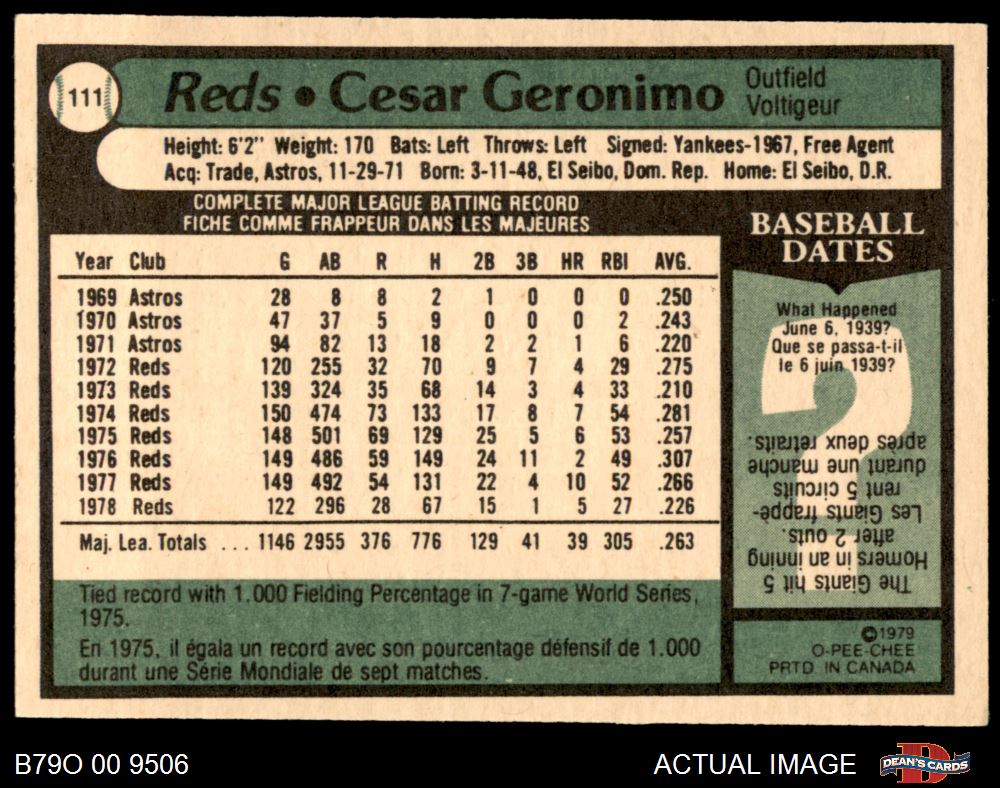 111
Reds • Cesar Geronimo
Outfield
Voltigeur
Height: 6'2" Weight: 170 Bats: Left Throws: Left Signed: Yankees-1967, Free Agent
Acq: Trade, Astros, 11-29-71 Born: 3-11-48, El Seibo, Dom. Rep. Home: El Seibo, D.R.
COMPLETE MAJOR LEAGUE BATTING RECORD
FICHE COMME FRAPPEUR DANS LES MAJEURES
Year Club G AB R H 2B 3B HR RBI AVG.
1969 Astros 28 8 8 2 1 0 0 0 .250
1970 Astros 47 37 5 9 0 0 0 2 .243
1971 Astros 94 82 13 18 2 2 1 6 .220
1972 Reds 120 255 32 70 9 7 4 29 .275
1973 Reds 139 324 35 68 14 3 4 33 .210
1974 Reds 150 474 73 133 17 8 7 54 .281
1975 Reds 148 501 69 129 25 5 6 53 .257
1976 Reds 149 486 59 149 24 11 2 49 .307
1977 Reds 149 492 54 131 22 4 10 52 .266
1978 Reds 122 296 28 67 15 1 5 27 .226
Maj. Lea. Totals ... 1146 2955 376 776 129 41 39 305 .263
Tied record with 1.000 Fielding Percentage in 7-game World Series,
1975.
En 1975, il égala un record avec son pourcentage défensif de 1.000
durant une Série Mondiale de sept matches.
BASEBALL
DATES
What Happened
June 6, 1939?
Que se passa-t-il
le 6 juin 1939?
The Giants hit 5
Homers in an inning
after 2 outs.
Les Giants frappè-
rent 5 circuits
durant une manche
après deux retraits.
©1979
O-PEE-CHEE
PRTD. IN CANADA
B79O 00 9506
ACTUAL IMAGE
DEAN'S CARDS